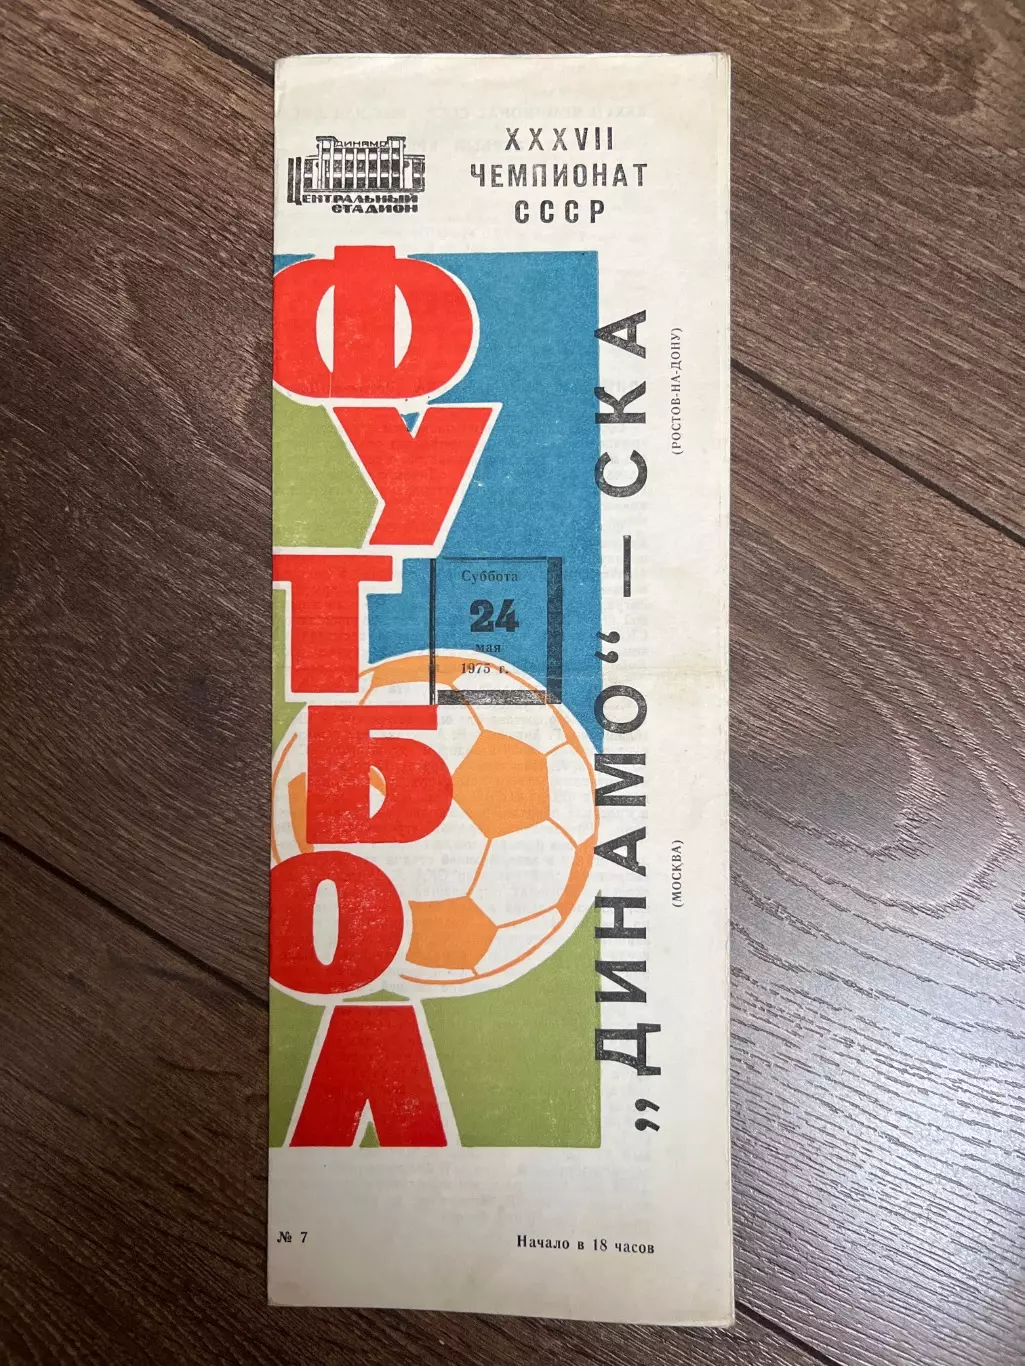 ДИНАМО
ЦЕНТРАЛЬНЫЙ
СТАДИОН
XXXVII
ЧЕМПИОНАТ
СССР
ФУТБОЛ
Суббота
24
мая
1975 г.
„ДИНАМО“ — СКА
(МОСКВА)
(РОСТОВ-НА-ДОНУ)
№ 7
Начало в 18 часов